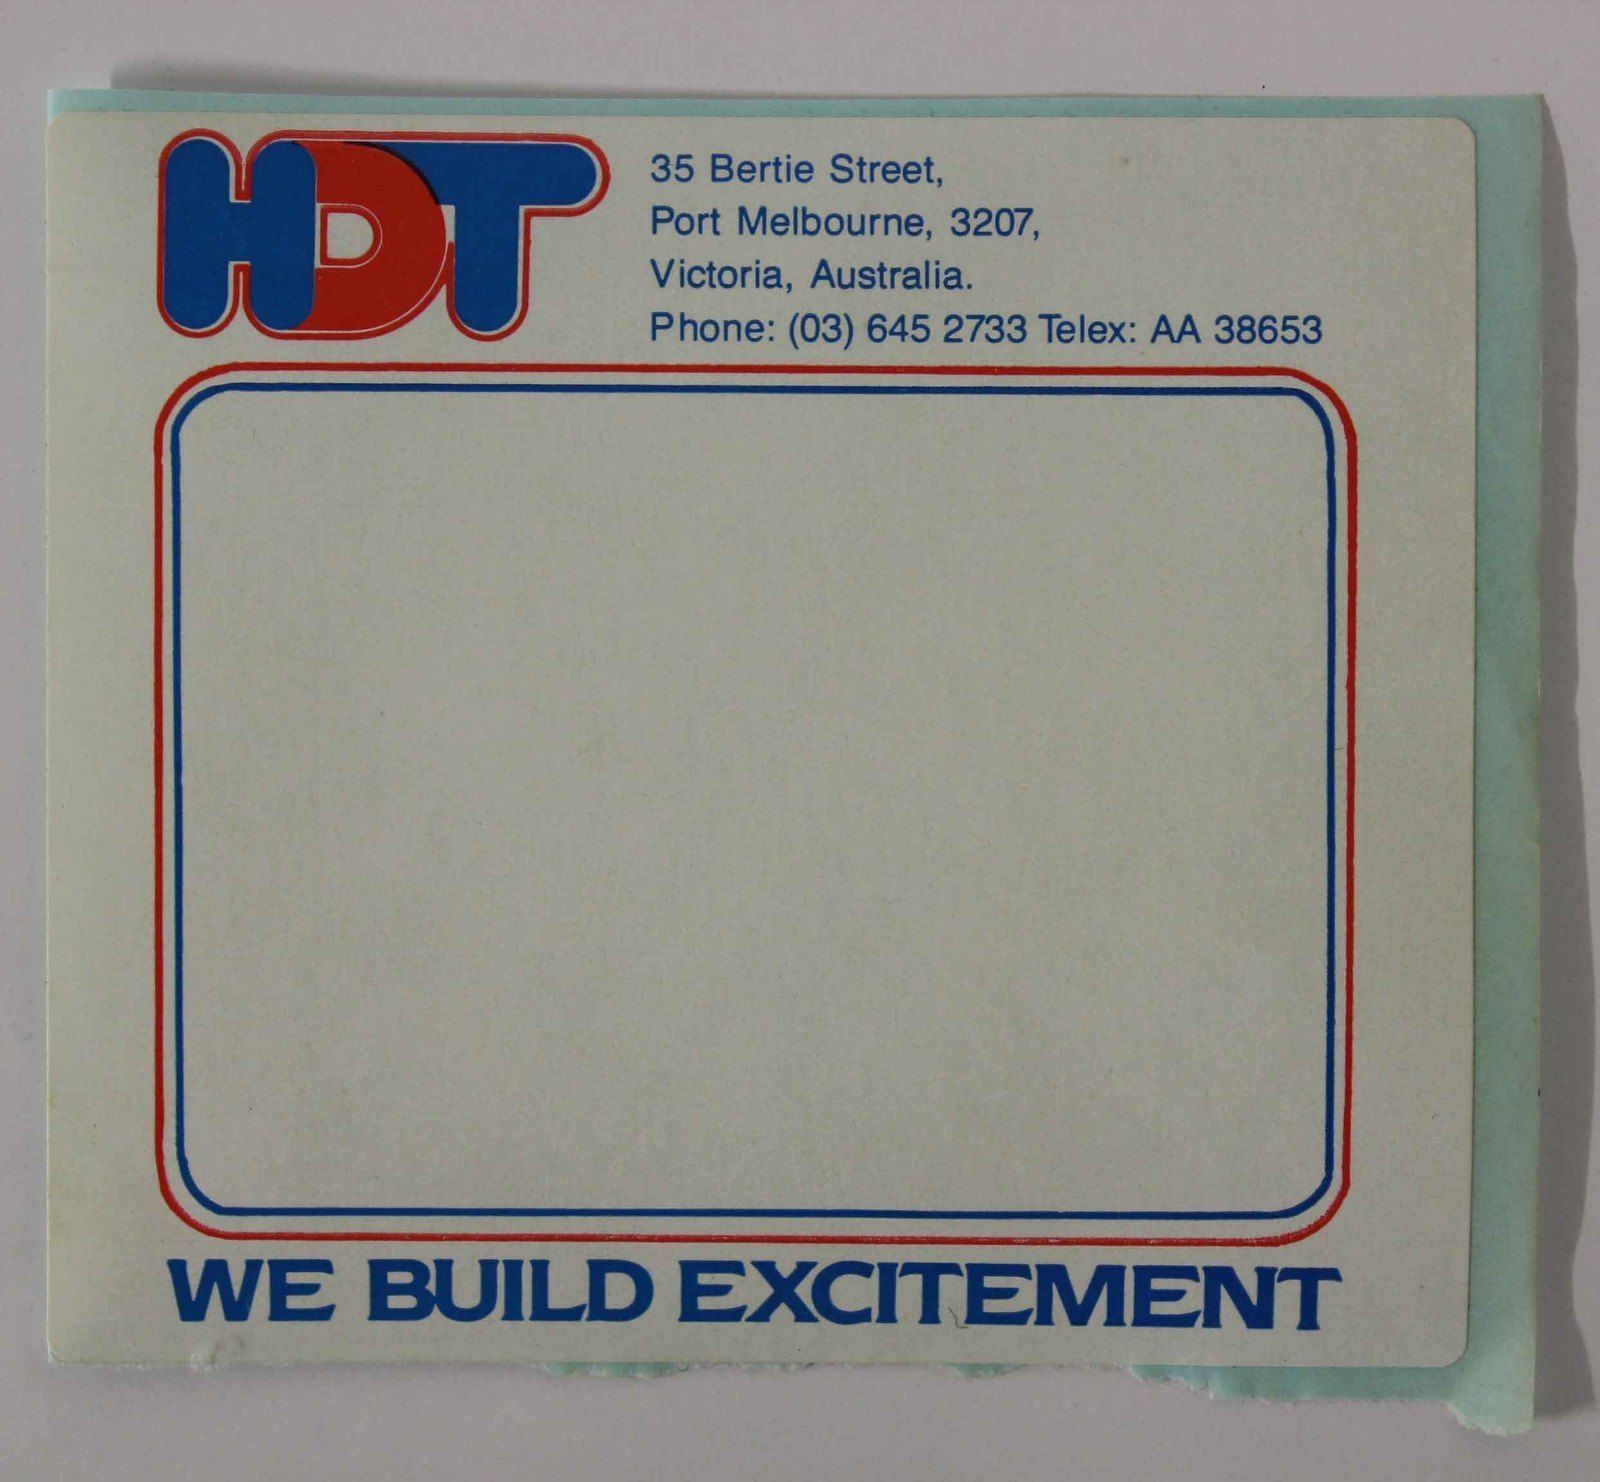 HDT
35 Bertie Street,
Port Melbourne, 3207,
Victoria, Australia.
Phone: (03) 645 2733 Telex: AA 38653
WE BUILD EXCITEMENT